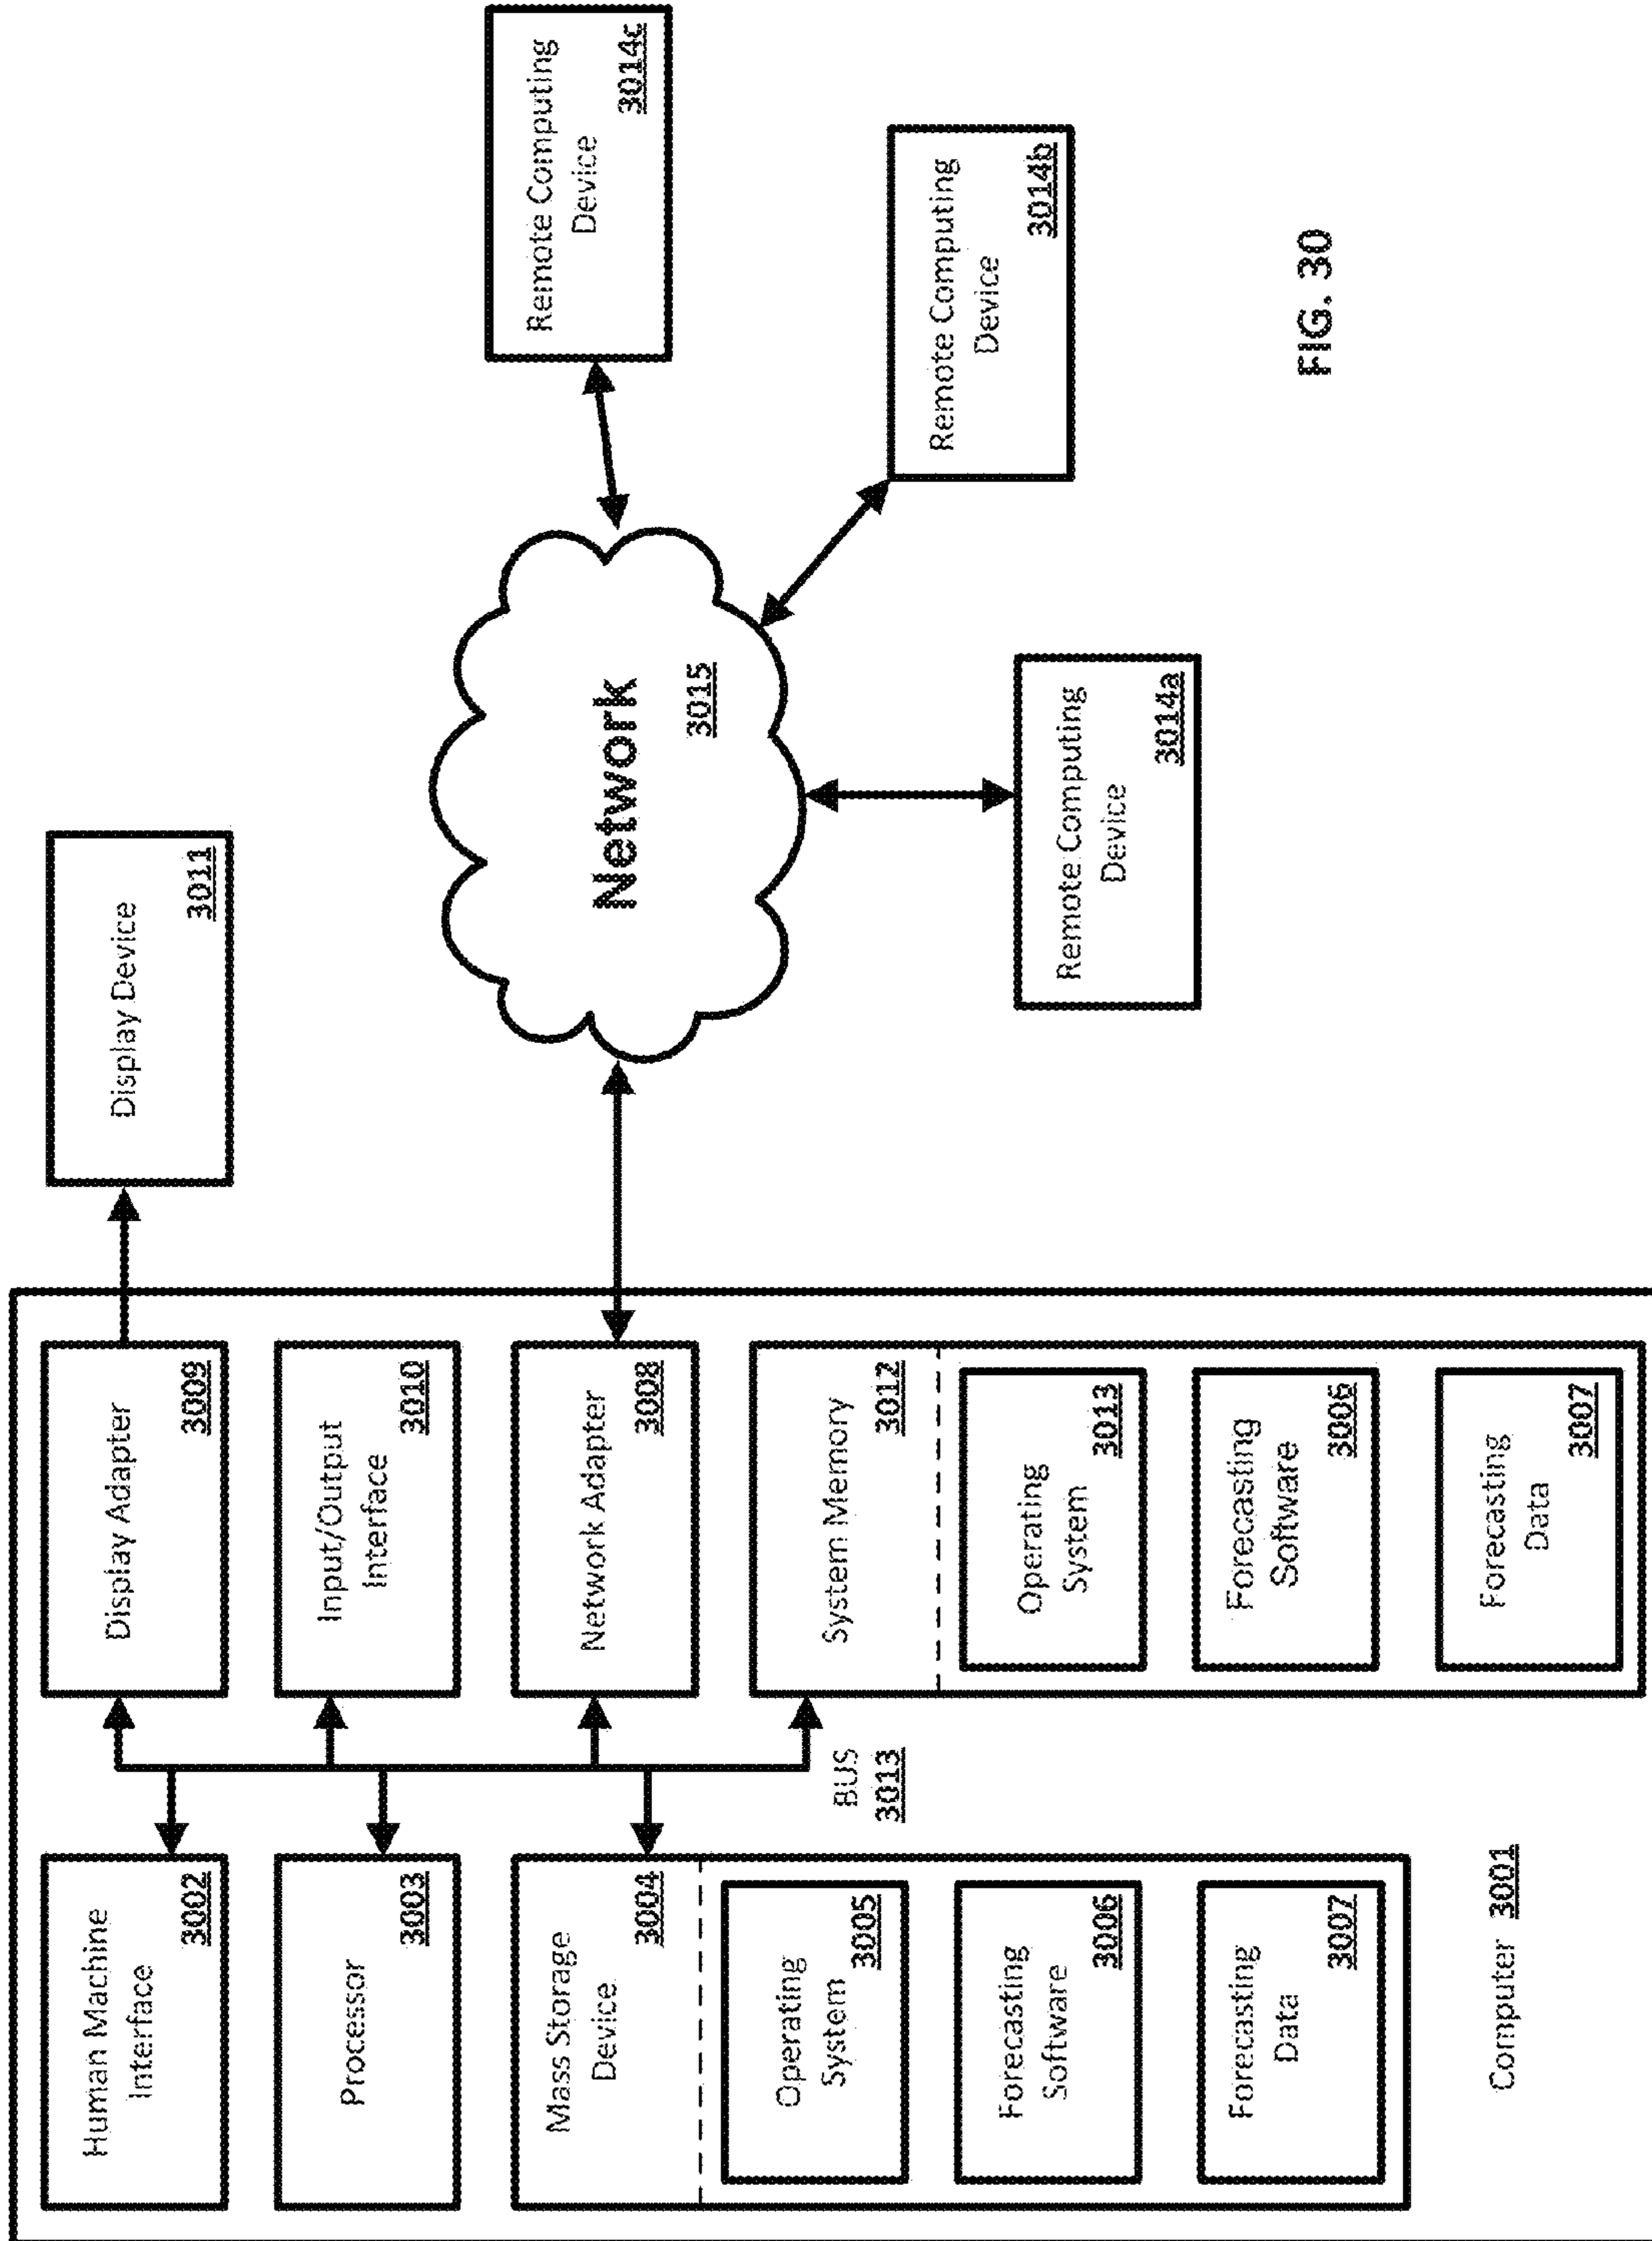 Human Machine
Interface
3002
Processor
3003
Mass Storage
Device
3004
Operating
System
3005
Forecasting
Software
3006
Forecasting
Data
3007
Computer 3001
BUS
3013
Display Adapter
3009
Input/Output
Interface
3010
Network Adapter
3008
System Memory
3012
Operating
System
3013
Forecasting
Software
3006
Forecasting
Data
3007
Display Device
3011
Network
3015
Remote Computing
Device
3014a
Remote Computing
Device
3014b
Remote Computing
Device
3014c
FIG. 30